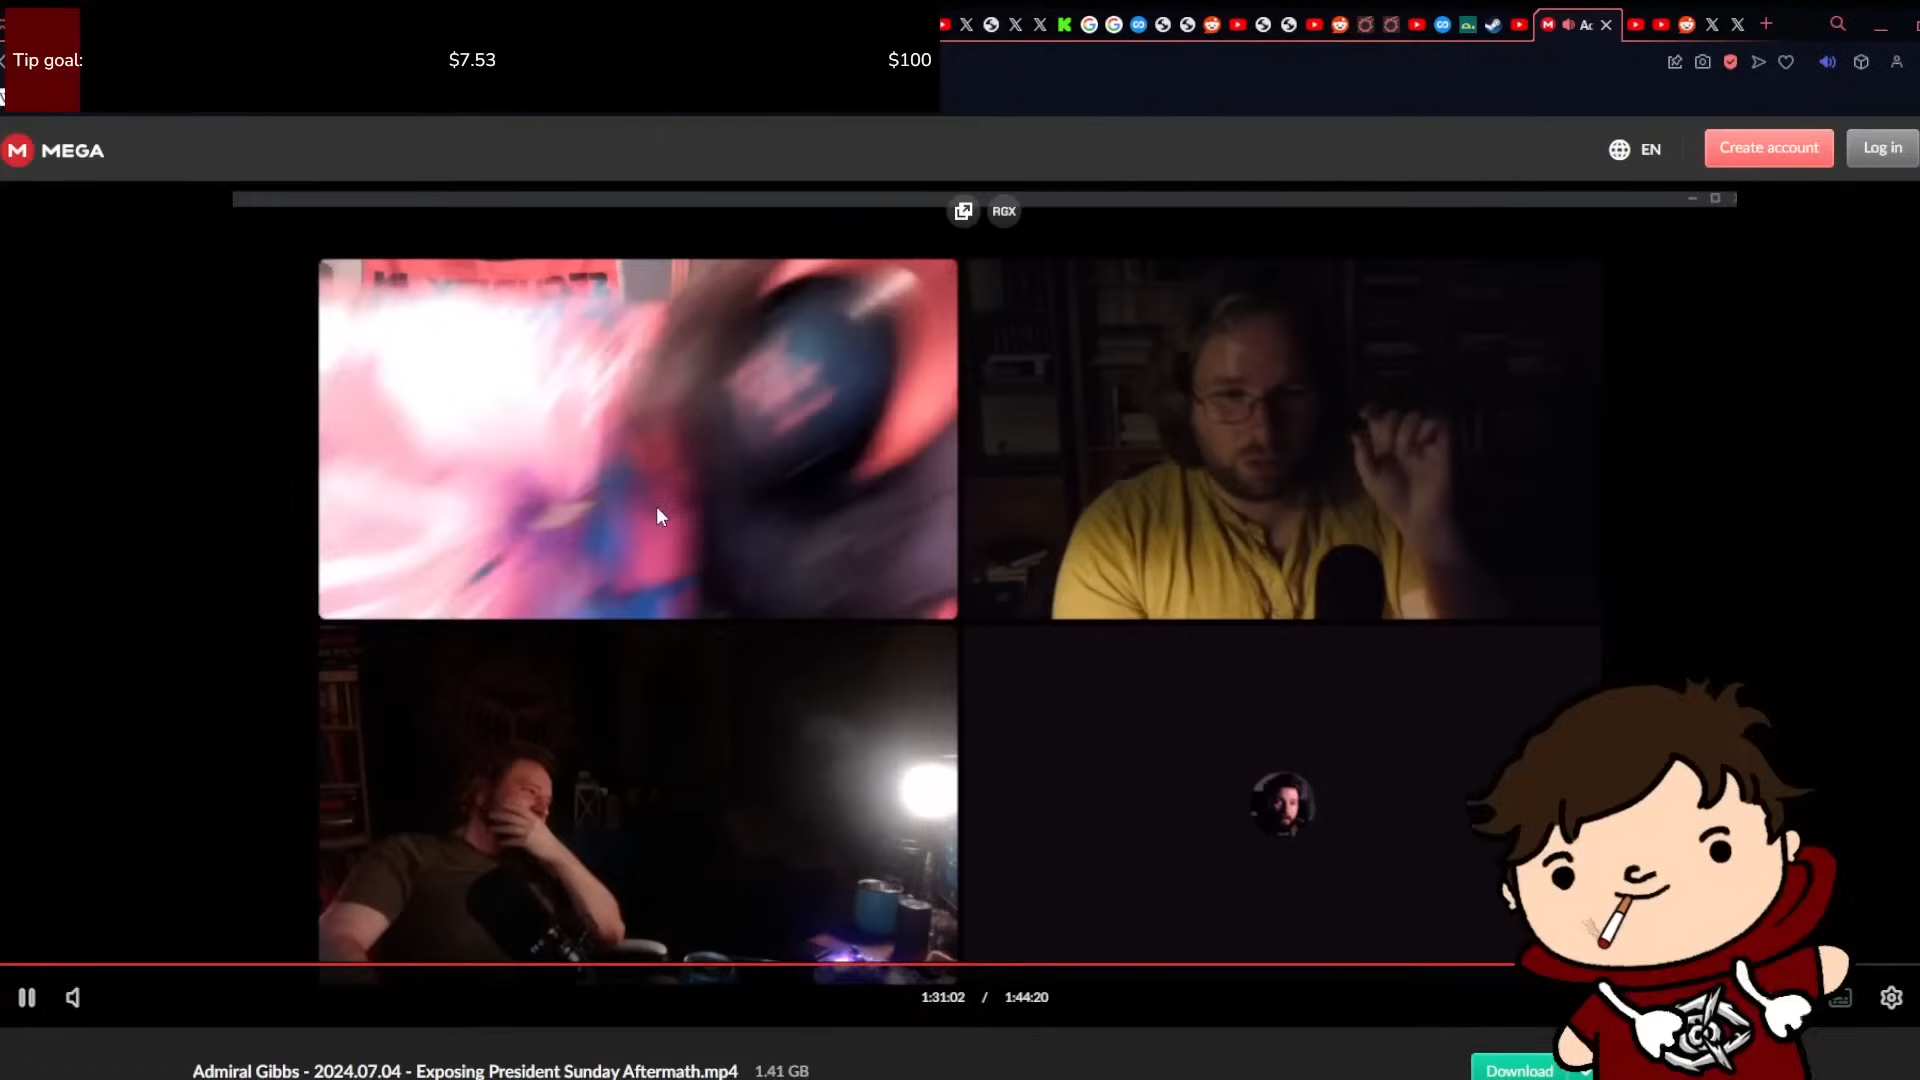 Tip goal:
$7.53
$100
Ac
MEGA
EN
Create account
Log in
RGX
1:31:02 / 1:44:20
Admiral Gibbs - 2024.07.04 - Exposing President Sunday Aftermath.mp4 1.41 GB
Download